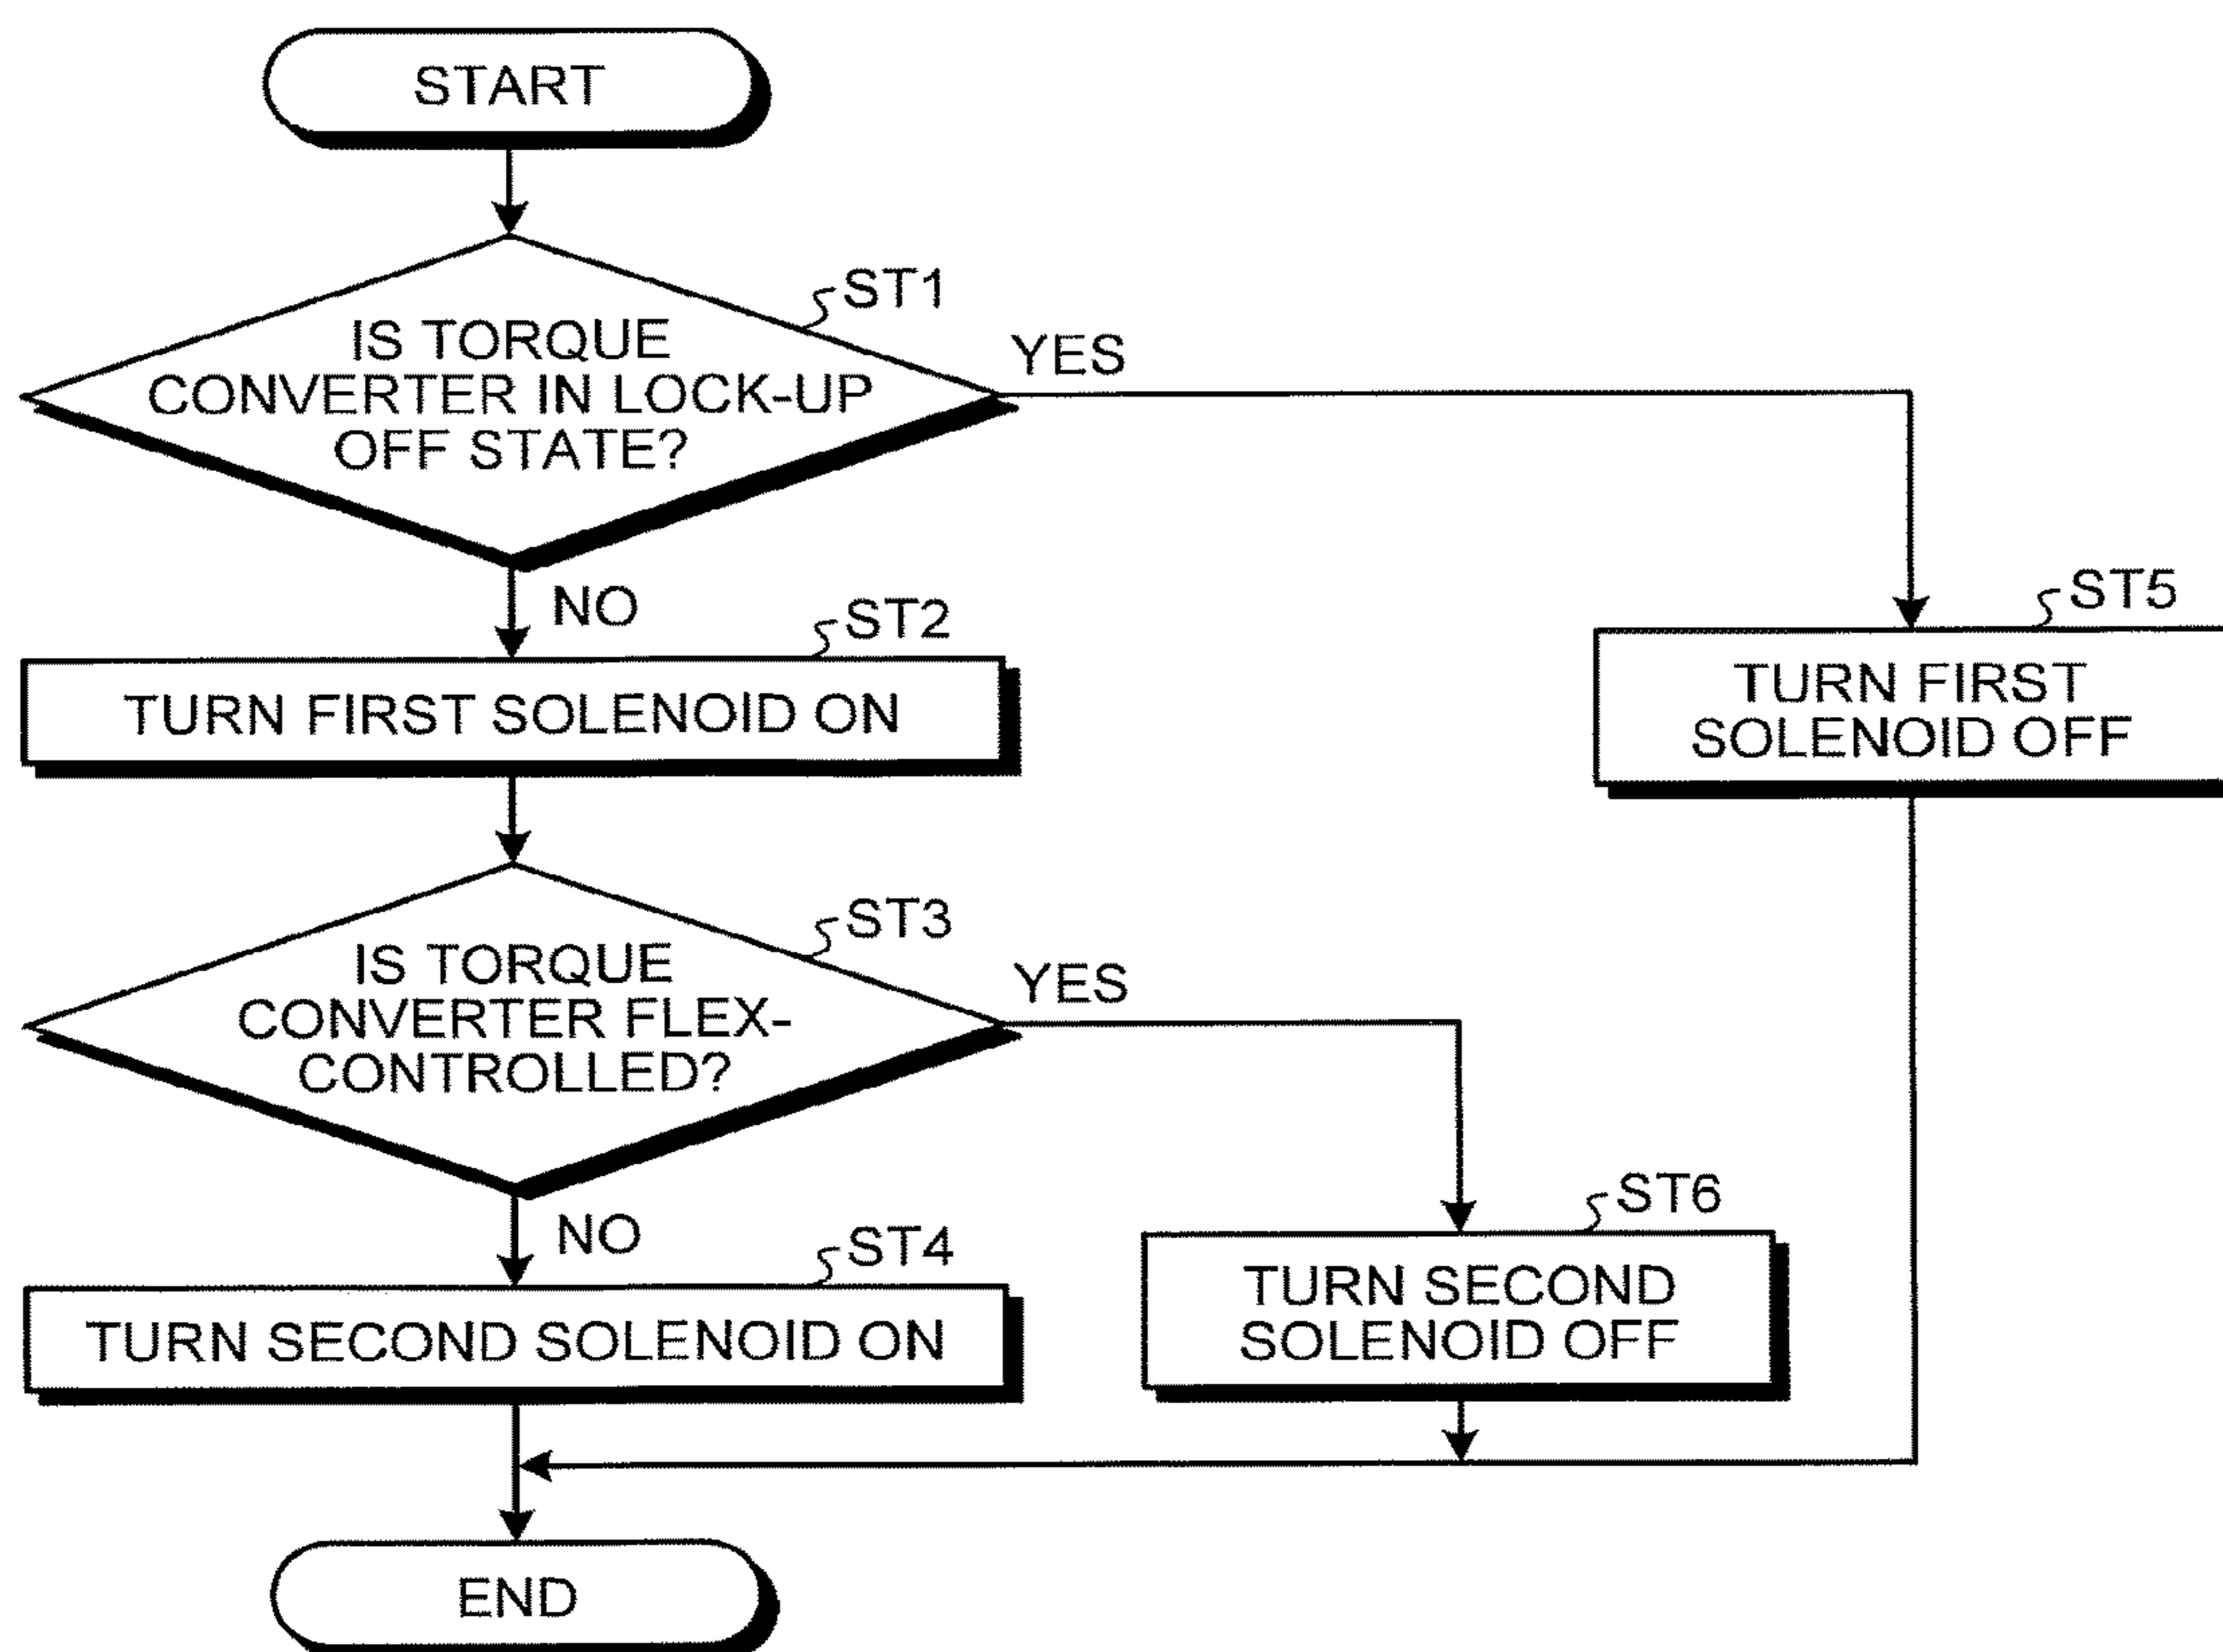 START
ST1
IS TORQUE
CONVERTER IN LOCK-UP
OFF STATE?
YES
NO
ST2
TURN FIRST SOLENOID ON
ST5
TURN FIRST
SOLENOID OFF
ST3
IS TORQUE
CONVERTER FLEX-
CONTROLLED?
YES
NO
ST4
TURN SECOND SOLENOID ON
ST6
TURN SECOND
SOLENOID OFF
END